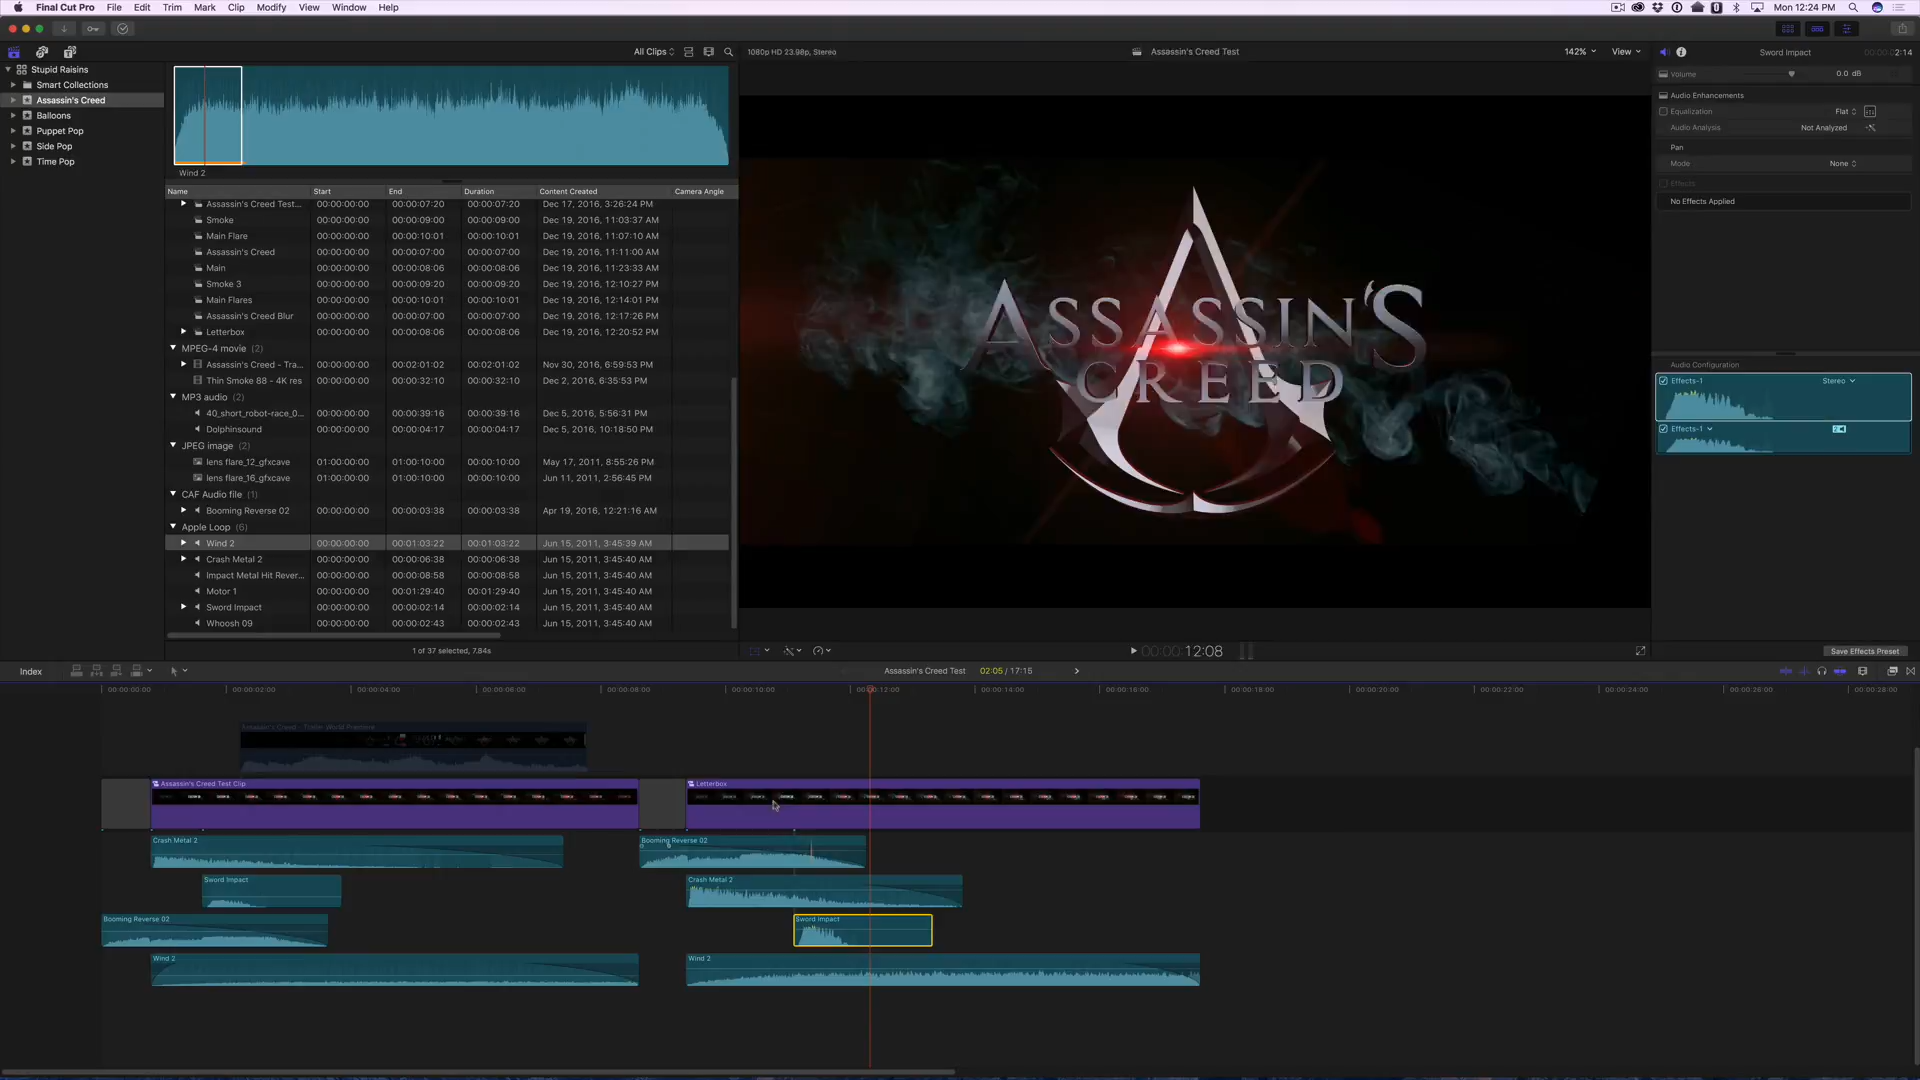 Final Cut Pro File Edit Trim Mark Clip Modify View Window Help Mon 12:24 PM
All Clips 1080p HD 23.98p, Stereo Assassin's Creed Test 142% View Sword Impact 2:14
Stupid Raisins
Smart Collections
Assassin's Creed
Balloons
Puppet Pop
Side Pop
Time Pop
Wind 2
Name Start End Duration Content Created Camera Angle
Assassin's Creed Test... 00:00:00:00 00:00:07:20 00:00:07:20 Dec 17, 2016, 3:26:24 PM
Smoke 00:00:00:00 00:00:09:00 00:00:09:00 Dec 19, 2016, 11:03:37 AM
Main Flare 00:00:00:00 00:00:10:01 00:00:10:01 Dec 19, 2016, 11:07:10 AM
Assassin's Creed 00:00:00:00 00:00:07:00 00:00:07:00 Dec 19, 2016, 11:11:00 AM
Main 00:00:00:00 00:00:08:06 00:00:08:06 Dec 19, 2016, 11:23:33 AM
Smoke 3 00:00:00:00 00:00:09:20 00:00:09:20 Dec 19, 2016, 12:10:27 PM
Main Flares 00:00:00:00 00:00:10:01 00:00:10:01 Dec 19, 2016, 12:14:01 PM
Assassin's Creed Blur 00:00:00:00 00:00:07:00 00:00:07:00 Dec 19, 2016, 12:17:26 PM
Letterbox 00:00:00:00 00:00:08:06 00:00:08:06 Dec 19, 2016, 12:20:52 PM
MPEG-4 movie (2)
Assassin's Creed - Tra... 00:00:00:00 00:02:01:02 00:02:01:02 Nov 30, 2016, 6:59:53 PM
Thin Smoke 88 - 4K res 00:00:00:00 00:00:32:10 00:00:32:10 Dec 2, 2016, 6:35:53 PM
MP3 audio (2)
40_short_robot-race_0... 00:00:00:00 00:00:39:16 00:00:39:16 Dec 5, 2016, 5:56:31 PM
Dolphinsound 00:00:00:00 00:00:04:17 00:00:04:17 Dec 5, 2016, 10:18:50 PM
JPEG image (2)
lens flare_12_gfxcave 01:00:00:00 01:00:10:00 00:00:10:00 May 17, 2011, 8:55:26 PM
lens flare_16_gfxcave 01:00:00:00 01:00:10:00 00:00:10:00 Jun 11, 2011, 2:56:45 PM
CAF Audio file (1)
Booming Reverse 02 00:00:00:00 00:00:03:38 00:00:03:38 Apr 19, 2016, 12:21:16 AM
Apple Loop (6)
Wind 2 00:00:00:00 00:01:03:22 00:01:03:22 Jun 15, 2011, 3:45:39 AM
Crash Metal 2 00:00:00:00 00:00:06:38 00:00:06:38 Jun 15, 2011, 3:45:40 AM
Impact Metal Hit Rever... 00:00:00:00 00:00:08:58 00:00:08:58 Jun 15, 2011, 3:45:40 AM
Motor 1 00:00:00:00 00:01:29:40 00:01:29:40 Jun 15, 2011, 3:45:40 AM
Sword Impact 00:00:00:00 00:00:02:14 00:00:02:14 Jun 15, 2011, 3:45:40 AM
Whoosh 09 00:00:00:00 00:00:02:43 00:00:02:43 Jun 15, 2011, 3:45:40 AM
1 of 37 selected, 7.84s
ASSASSIN'S
CREED
00:00:12:08
Volume 0.0 dB
Audio Enhancements
Equalization Flat
Audio Analysis Not Analyzed
Pan
Mode None
Effects
No Effects Applied
Audio Configuration
Effects-1 Stereo
Effects-1
Save Effects Preset
Index Assassin's Creed Test 02:05 / 17:15
00:00:00:00 00:00:02:00 00:00:04:00 00:00:06:00 00:00:08:00 00:00:10:00 00:00:12:00 00:00:14:00 00:00:16:00 00:00:18:00 00:00:20:00 00:00:22:00 00:00:24:00 00:00:26:00 00:00:28:00
Assassin's Creed - Trailer World Premiere
Assassin's Creed Test Clip Letterbox
Crash Metal 2 Booming Reverse 02
Sword Impact Crash Metal 2
Booming Reverse 02 Sword Impact
Wind 2 Wind 2